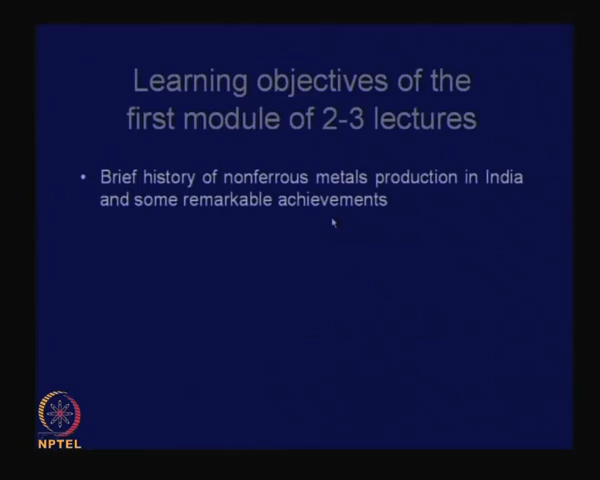 Learning objectives of the
first module of 2-3 lectures
• Brief history of nonferrous metals production in India
and some remarkable achievements
NPTEL